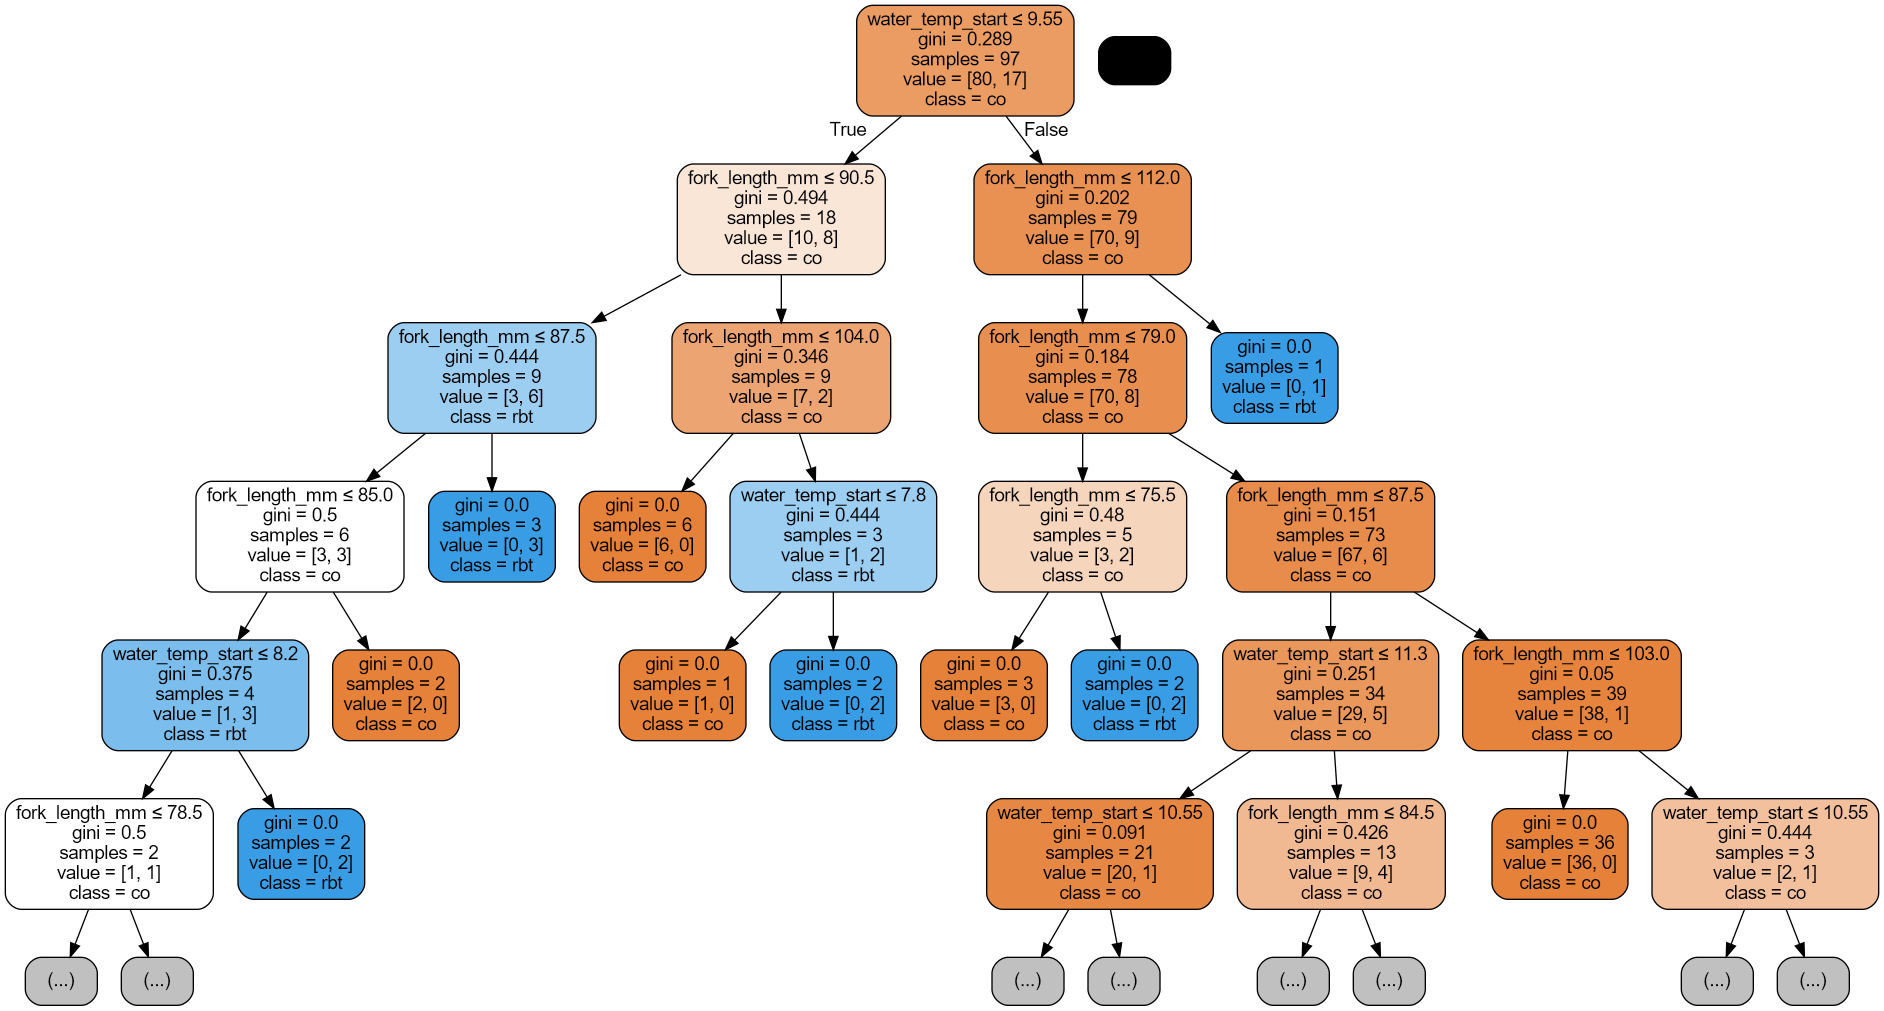 water_temp_start ≤ 9.55
gini = 0.289
samples = 97
value = [80, 17]
class = co
True
False
fork_length_mm ≤ 90.5
gini = 0.494
samples = 18
value = [10, 8]
class = co
fork_length_mm ≤ 112.0
gini = 0.202
samples = 79
value = [70, 9]
class = co
fork_length_mm ≤ 87.5
gini = 0.444
samples = 9
value = [3, 6]
class = rbt
fork_length_mm ≤ 104.0
gini = 0.346
samples = 9
value = [7, 2]
class = co
fork_length_mm ≤ 79.0
gini = 0.184
samples = 78
value = [70, 8]
class = co
gini = 0.0
samples = 1
value = [0, 1]
class = rbt
fork_length_mm ≤ 85.0
gini = 0.5
samples = 6
value = [3, 3]
class = co
gini = 0.0
samples = 3
value = [0, 3]
class = rbt
gini = 0.0
samples = 6
value = [6, 0]
class = co
water_temp_start ≤ 7.8
gini = 0.444
samples = 3
value = [1, 2]
class = rbt
fork_length_mm ≤ 75.5
gini = 0.48
samples = 5
value = [3, 2]
class = co
fork_length_mm ≤ 87.5
gini = 0.151
samples = 73
value = [67, 6]
class = co
water_temp_start ≤ 8.2
gini = 0.375
samples = 4
value = [1, 3]
class = rbt
gini = 0.0
samples = 2
value = [2, 0]
class = co
gini = 0.0
samples = 1
value = [1, 0]
class = co
gini = 0.0
samples = 2
value = [0, 2]
class = rbt
gini = 0.0
samples = 3
value = [3, 0]
class = co
gini = 0.0
samples = 2
value = [0, 2]
class = rbt
water_temp_start ≤ 11.3
gini = 0.251
samples = 34
value = [29, 5]
class = co
fork_length_mm ≤ 103.0
gini = 0.05
samples = 39
value = [38, 1]
class = co
fork_length_mm ≤ 78.5
gini = 0.5
samples = 2
value = [1, 1]
class = co
gini = 0.0
samples = 2
value = [0, 2]
class = rbt
water_temp_start ≤ 10.55
gini = 0.091
samples = 21
value = [20, 1]
class = co
fork_length_mm ≤ 84.5
gini = 0.426
samples = 13
value = [9, 4]
class = co
gini = 0.0
samples = 36
value = [36, 0]
class = co
water_temp_start ≤ 10.55
gini = 0.444
samples = 3
value = [2, 1]
class = co
(...)
(...)
(...)
(...)
(...)
(...)
(...)
(...)